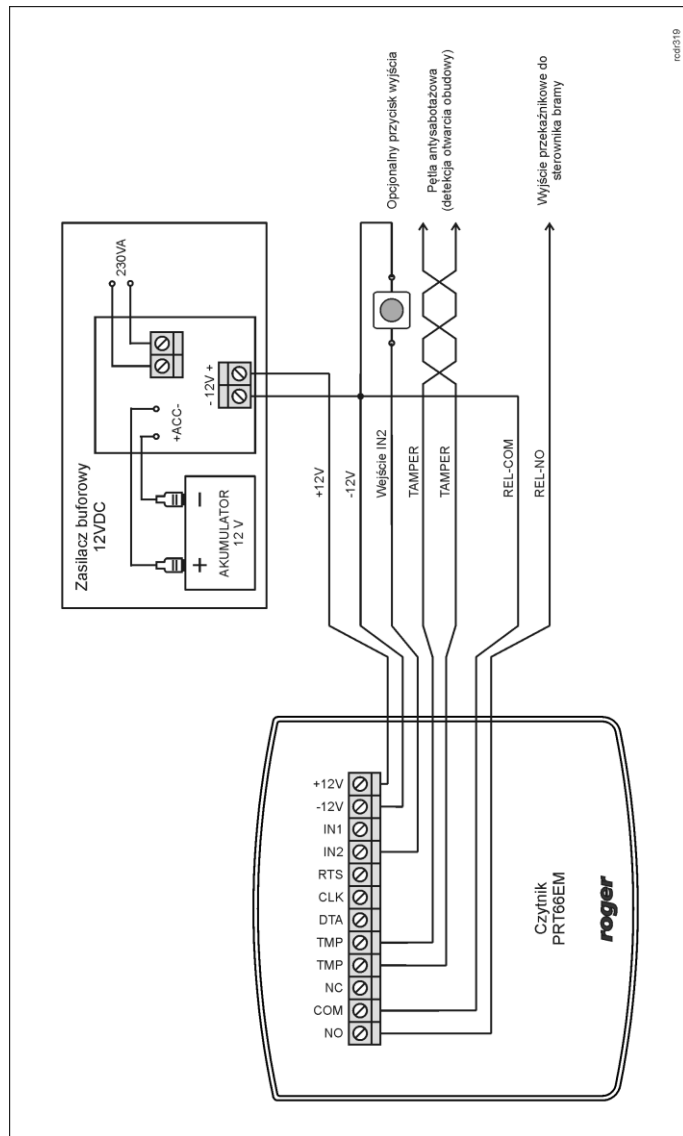 rcdr319
Zasilacz buforowy
12VDC
230VA
- 12V +
+ACC-
AKUMULATOR
12 V
+
−
Opcjonalny przycisk wyjścia
Pętla antysabotażowa
(detekcja otwarcia obudowy)
Wyjście przekaźnikowe do
sterownika bramy
+12V
-12V
Wejście IN2
TAMPER
TAMPER
REL-COM
REL-NO
+12V
-12V
IN1
IN2
RTS
CLK
DTA
TMP
TMP
NC
COM
NO
Czytnik
PRT66EM
roger